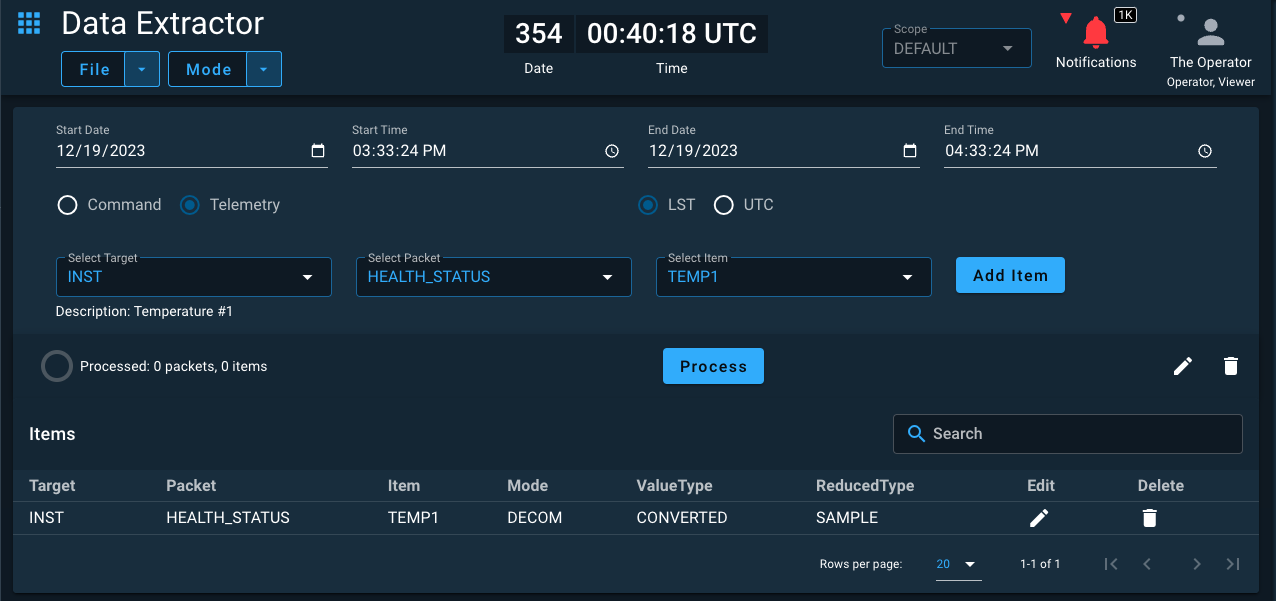 Data Extractor
File
Mode
354 00:40:18 UTC
Date Time
Scope
DEFAULT
1K
Notifications
The Operator
Operator, Viewer
Start Date Start Time End Date End Time
12/19/2023 03:33:24 PM 12/19/2023 04:33:24 PM
Command Telemetry LST UTC
Select Target Select Packet Select Item
INST HEALTH_STATUS TEMP1 Add Item
Description: Temperature #1
Processed: 0 packets, 0 items Process
Items Search
Target Packet Item Mode ValueType ReducedType Edit Delete
INST HEALTH_STATUS TEMP1 DECOM CONVERTED SAMPLE
Rows per page: 20 1-1 of 1